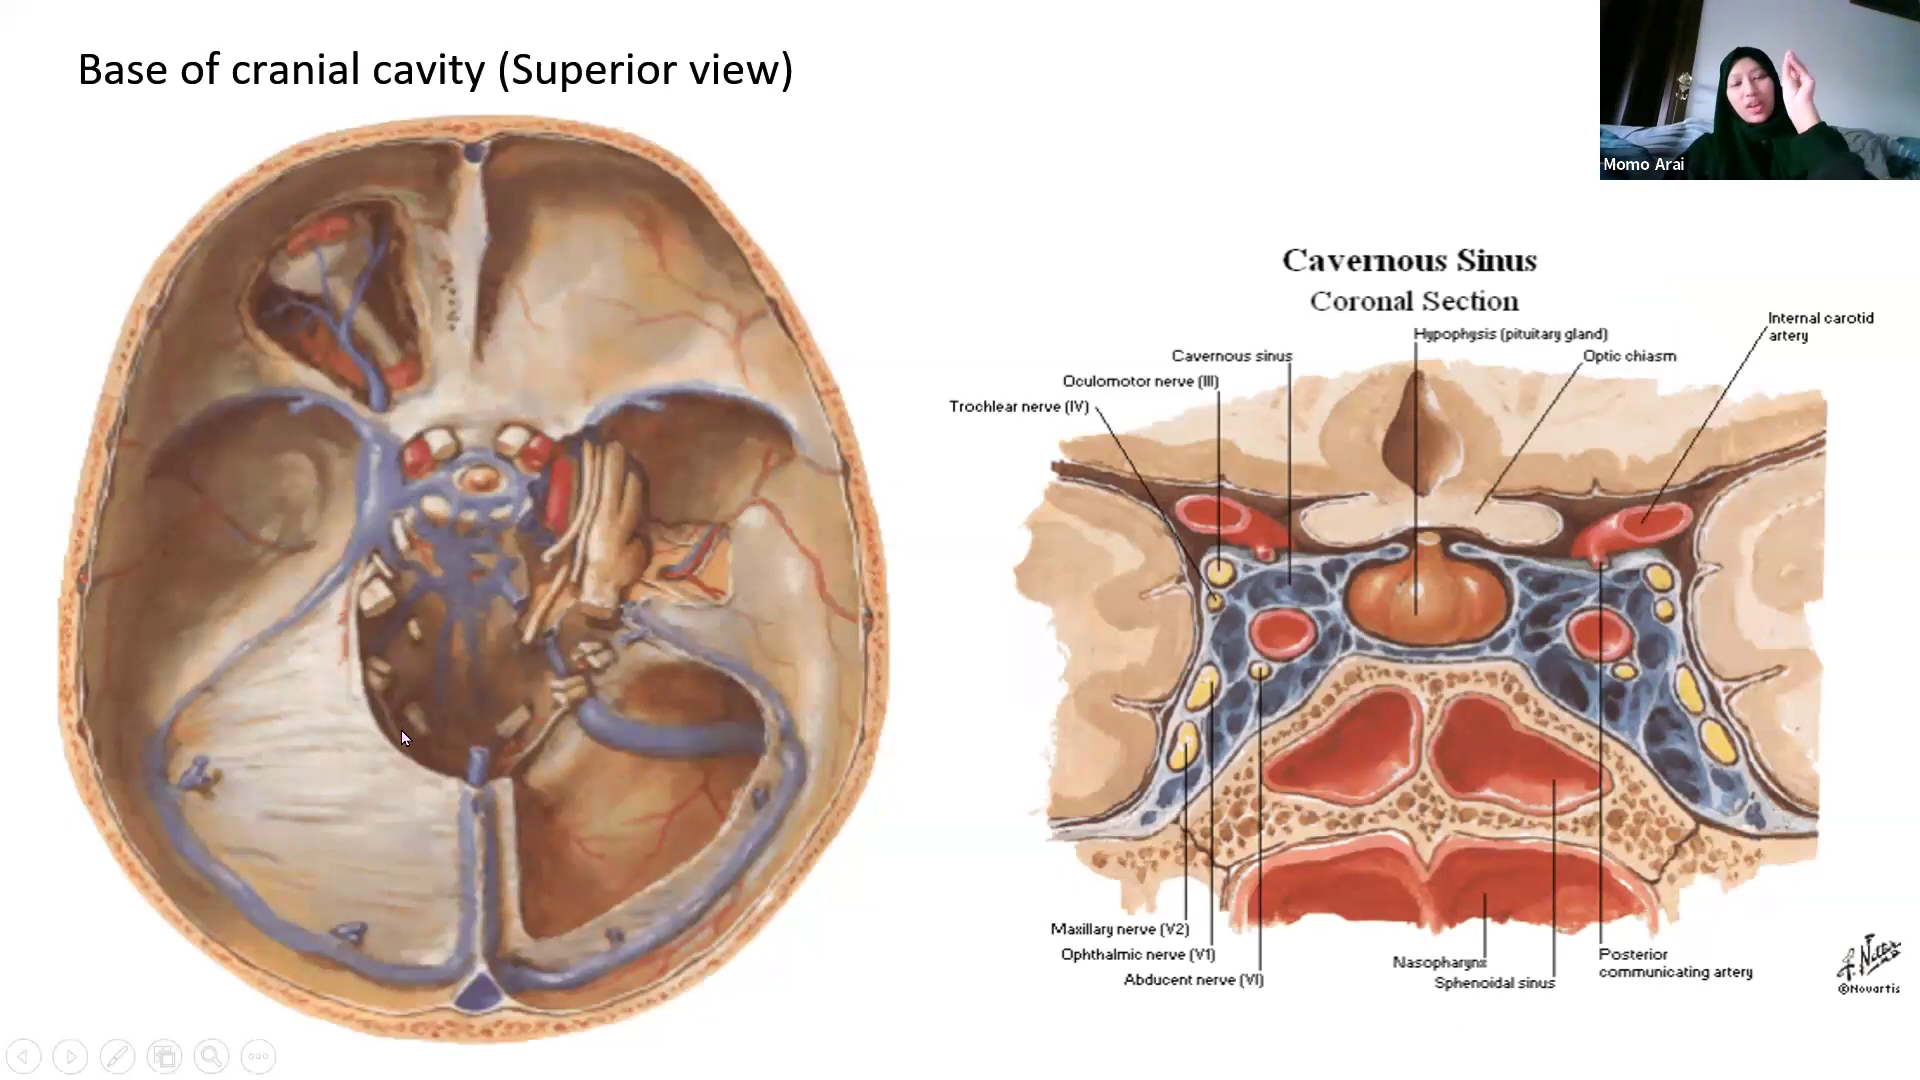 Base of cranial cavity (Superior view)
Momo Arai
Cavernous Sinus
Coronal Section
Internal carotid
artery
Hypophysis (pituitary gland)
Cavernous sinus
Optic chiasm
Oculomotor nerve (III)
Trochlear nerve (IV)
Maxillary nerve (V2)
Ophthalmic nerve (V1)
Abducent nerve (VI)
Nasopharynx
Sphenoidal sinus
Posterior
communicating artery
F. Netter
©Novartis